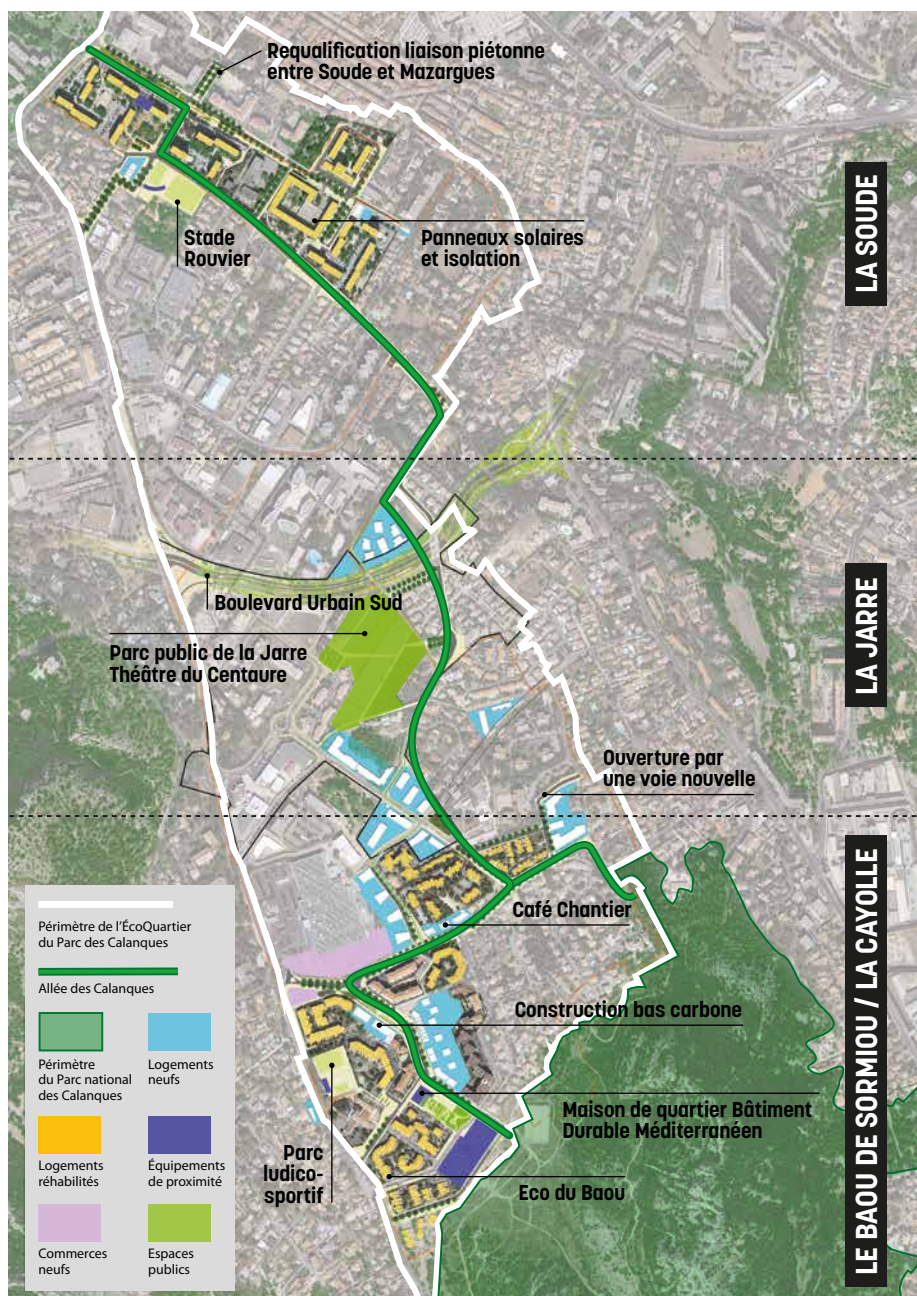 Requalification liaison piétonne
entre Soude et Mazargues
LA SOUDE
Stade
Rouvier
Panneaux solaires
et isolation
Boulevard Urbain Sud
LA JARRE
Parc public de la Jarre
Théâtre du Centaure
Ouverture par
une voie nouvelle
LE BAOU DE SORMIOU / LA CAYOLLE
Café Chantier
Construction bas carbone
Maison de quartier Bâtiment
Durable Méditerranéen
Parc
ludico-
sportif
Eco du Baou
Périmètre de l'ÉcoQuartier
du Parc des Calanques
Allée des Calanques
Périmètre
du Parc national
des Calanques
Logements
neufs
Logements
réhabilités
Équipements
de proximité
Commerces
neufs
Espaces
publics